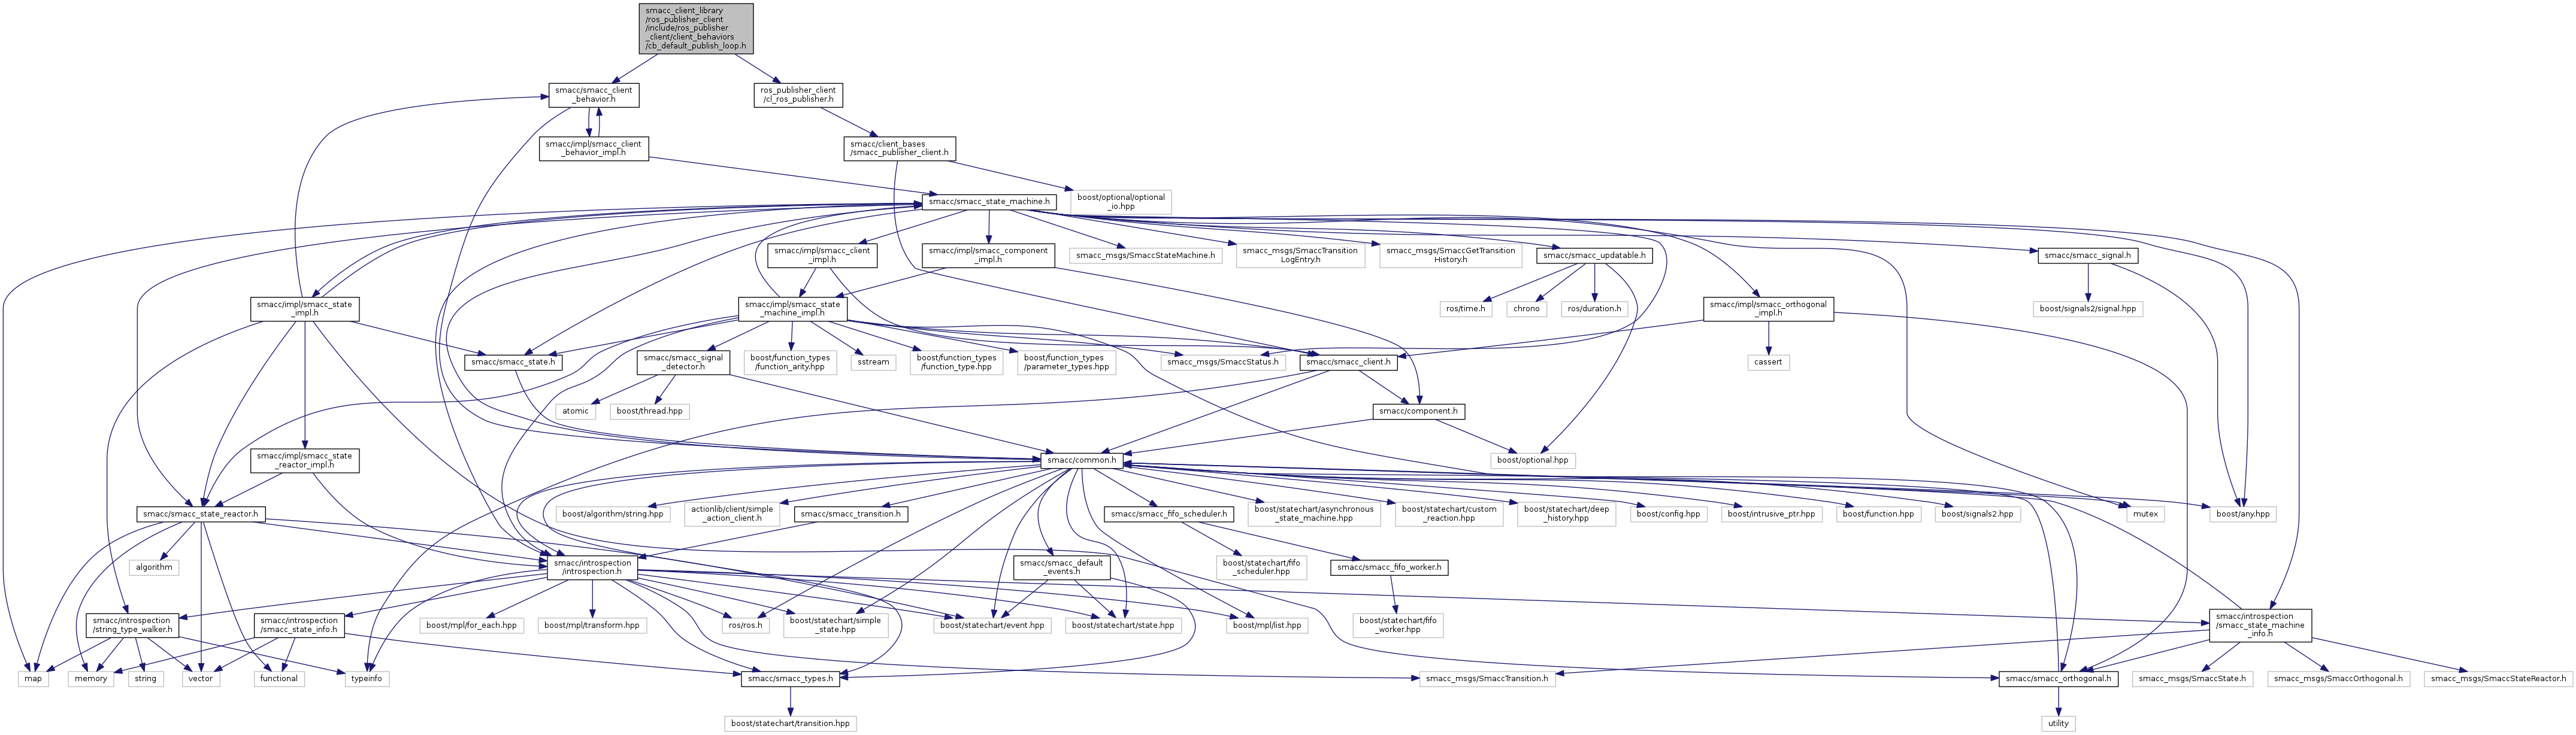 smacc_client_library
/ros_publisher_client
/include/ros_publisher
_client/client_behaviors
/cb_default_publish_loop.h
smacc/smacc_client
_behavior.h
ros_publisher_client
/cl_ros_publisher.h
smacc/impl/smacc_client
_behavior_impl.h
smacc/client_bases
/smacc_publisher_client.h
smacc/smacc_state_machine.h
boost/optional/optional
_io.hpp
smacc/impl/smacc_client
_impl.h
smacc/impl/smacc_component
_impl.h
smacc_msgs/SmaccStateMachine.h
smacc_msgs/SmaccTransition
LogEntry.h
smacc_msgs/SmaccGetTransition
History.h
smacc/smacc_updatable.h
smacc/smacc_signal.h
smacc/impl/smacc_state
_impl.h
smacc/impl/smacc_state
_machine_impl.h
ros/time.h
chrono
ros/duration.h
smacc/impl/smacc_orthogonal
_impl.h
boost/signals2/signal.hpp
smacc/smacc_state.h
smacc/smacc_signal
_detector.h
boost/function_types
/function_arity.hpp
sstream
boost/function_types
/function_type.hpp
boost/function_types
/parameter_types.hpp
smacc_msgs/SmaccStatus.h
smacc/smacc_client.h
cassert
atomic
boost/thread.hpp
smacc/component.h
smacc/impl/smacc_state
_reactor_impl.h
smacc/common.h
boost/optional.hpp
smacc/smacc_state_reactor.h
boost/algorithm/string.hpp
actionlib/client/simple
_action_client.h
smacc/smacc_transition.h
smacc/smacc_fifo_scheduler.h
boost/statechart/asynchronous
_state_machine.hpp
boost/statechart/custom
_reaction.hpp
boost/statechart/deep
_history.hpp
boost/config.hpp
boost/intrusive_ptr.hpp
boost/function.hpp
boost/signals2.hpp
mutex
boost/any.hpp
algorithm
smacc/introspection
/introspection.h
smacc/smacc_default
_events.h
boost/statechart/fifo
_scheduler.hpp
smacc/smacc_fifo_worker.h
smacc/introspection
/string_type_walker.h
smacc/introspection
/smacc_state_info.h
boost/mpl/for_each.hpp
boost/mpl/transform.hpp
ros/ros.h
boost/statechart/simple
_state.hpp
boost/statechart/event.hpp
boost/statechart/state.hpp
boost/mpl/list.hpp
boost/statechart/fifo
_worker.hpp
smacc/introspection
/smacc_state_machine
_info.h
map
memory
string
vector
functional
typeinfo
smacc/smacc_types.h
smacc_msgs/SmaccTransition.h
smacc/smacc_orthogonal.h
smacc_msgs/SmaccState.h
smacc_msgs/SmaccOrthogonal.h
smacc_msgs/SmaccStateReactor.h
boost/statechart/transition.hpp
utility